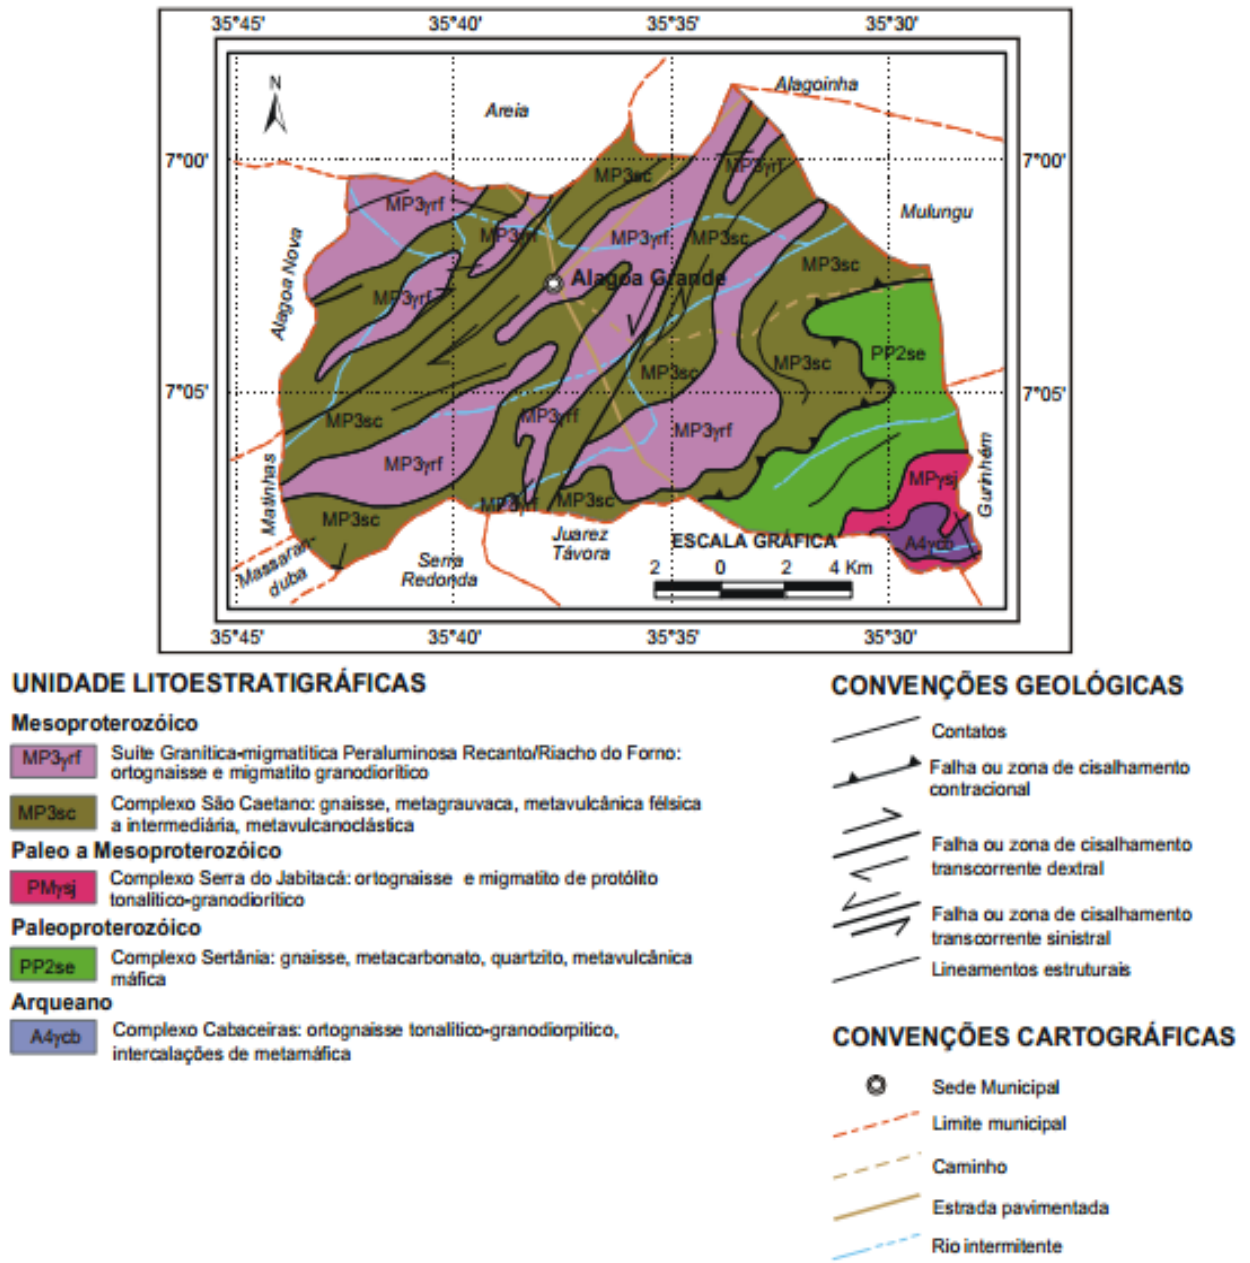 35°45' 35°40' 35°35' 35°30'
N
Alagoinha
Areia
7°00' 7°00'
MP3γrf
MP3sc
MP3γrf
Mulungu
MP3γrf
MP3γrf
MP3sc
Alagoa Nova
MP3sc
Alagoa Grande
MP3γrf
PP2se
MP3sc
MP3sc
7°05' 7°05'
MP3sc
MP3γrf
MP3γrf
MP3γrf
Matinhas
Gurinhém
MPγsj
MP3γrf
MP3sc
MP3sc
Juarez
Távora
ESCALA GRÁFICA
A4γcb
Massaran-
duba
Serra
Redonda
2 0 2 4 Km
35°45' 35°40' 35°35' 35°30'
UNIDADE LITOESTRATIGRÁFICAS
Mesoproterozóico
MP3γrf
Suíte Granítica-migmatítica Peraluminosa Recanto/Riacho do Forno:
ortognaisse e migmatito granodiorítico
MP3sc
Complexo São Caetano: gnaisse, metagrauvaca, metavulcânica félsica
a intermediária, metavulcanoclástica
Paleo a Mesoproterozóico
PMγsj
Complexo Serra do Jabitacá: ortognaisse e migmatito de protólito
tonalítico-granodiorítico
Paleoproterozóico
PP2se
Complexo Sertânia: gnaisse, metacarbonato, quartzito, metavulcânica
máfica
Arqueano
A4γcb
Complexo Cabaceiras: ortognaisse tonalítico-granodiorpitico,
intercalações de metamáfica
CONVENÇÕES GEOLÓGICAS
Contatos
Falha ou zona de cisalhamento
contracional
Falha ou zona de cisalhamento
transcorrente dextral
Falha ou zona de cisalhamento
transcorrente sinistral
Lineamentos estruturais
CONVENÇÕES CARTOGRÁFICAS
Sede Municipal
Limite municipal
Caminho
Estrada pavimentada
Rio intermitente